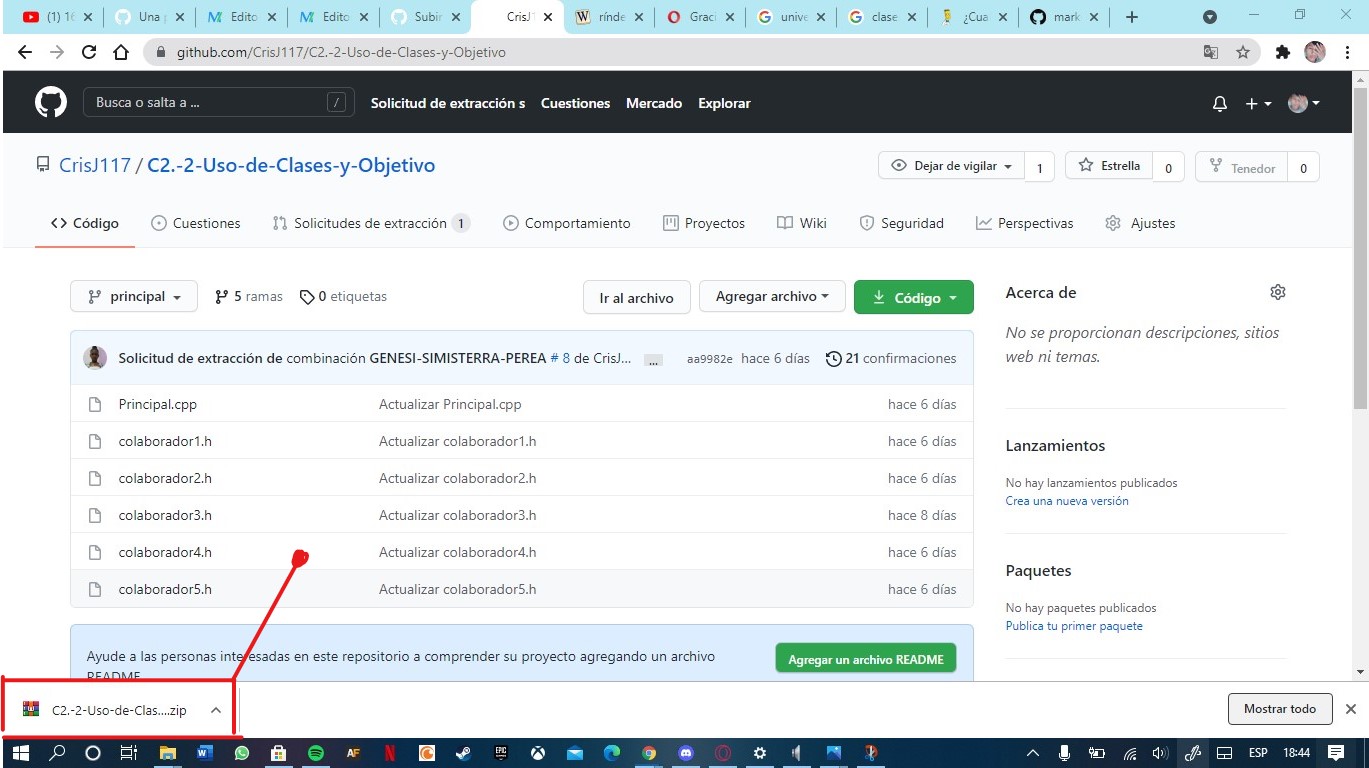 (1) 1(
Una p
Edito
Edito
Subir
CrisJ1
rínde
Graci
unive
clase
¿Cua
mark
github.com/CrisJ117/C2.-2-Uso-de-Clases-y-Objetivo
Busca o salta a ...
/
Solicitud de extracción s Cuestiones Mercado Explorar
CrisJ117 / C2.-2-Uso-de-Clases-y-Objetivo
Dejar de vigilar 1
Estrella 0
Tenedor 0
Código Cuestiones Solicitudes de extracción 1 Comportamiento Proyectos Wiki Seguridad Perspectivas Ajustes
principal
5 ramas
0 etiquetas
Ir al archivo
Agregar archivo
Código
Solicitud de extracción de combinación GENESI-SIMISTERRA-PEREA # 8 de CrisJ... ... aa9982e hace 6 días 21 confirmaciones
Principal.cpp Actualizar Principal.cpp hace 6 días
colaborador1.h Actualizar colaborador1.h hace 6 días
colaborador2.h Actualizar colaborador2.h hace 6 días
colaborador3.h Actualizar colaborador3.h hace 8 días
colaborador4.h Actualizar colaborador4.h hace 6 días
colaborador5.h Actualizar colaborador5.h hace 6 días
Ayude a las personas interesadas en este repositorio a comprender su proyecto agregando un archivo
README
Agregar un archivo README
Acerca de
No se proporcionan descripciones, sitios
web ni temas.
Lanzamientos
No hay lanzamientos publicados
Crea una nueva versión
Paquetes
No hay paquetes publicados
Publica tu primer paquete
C2.-2-Uso-de-Clas....zip
Mostrar todo
ESP 18:44